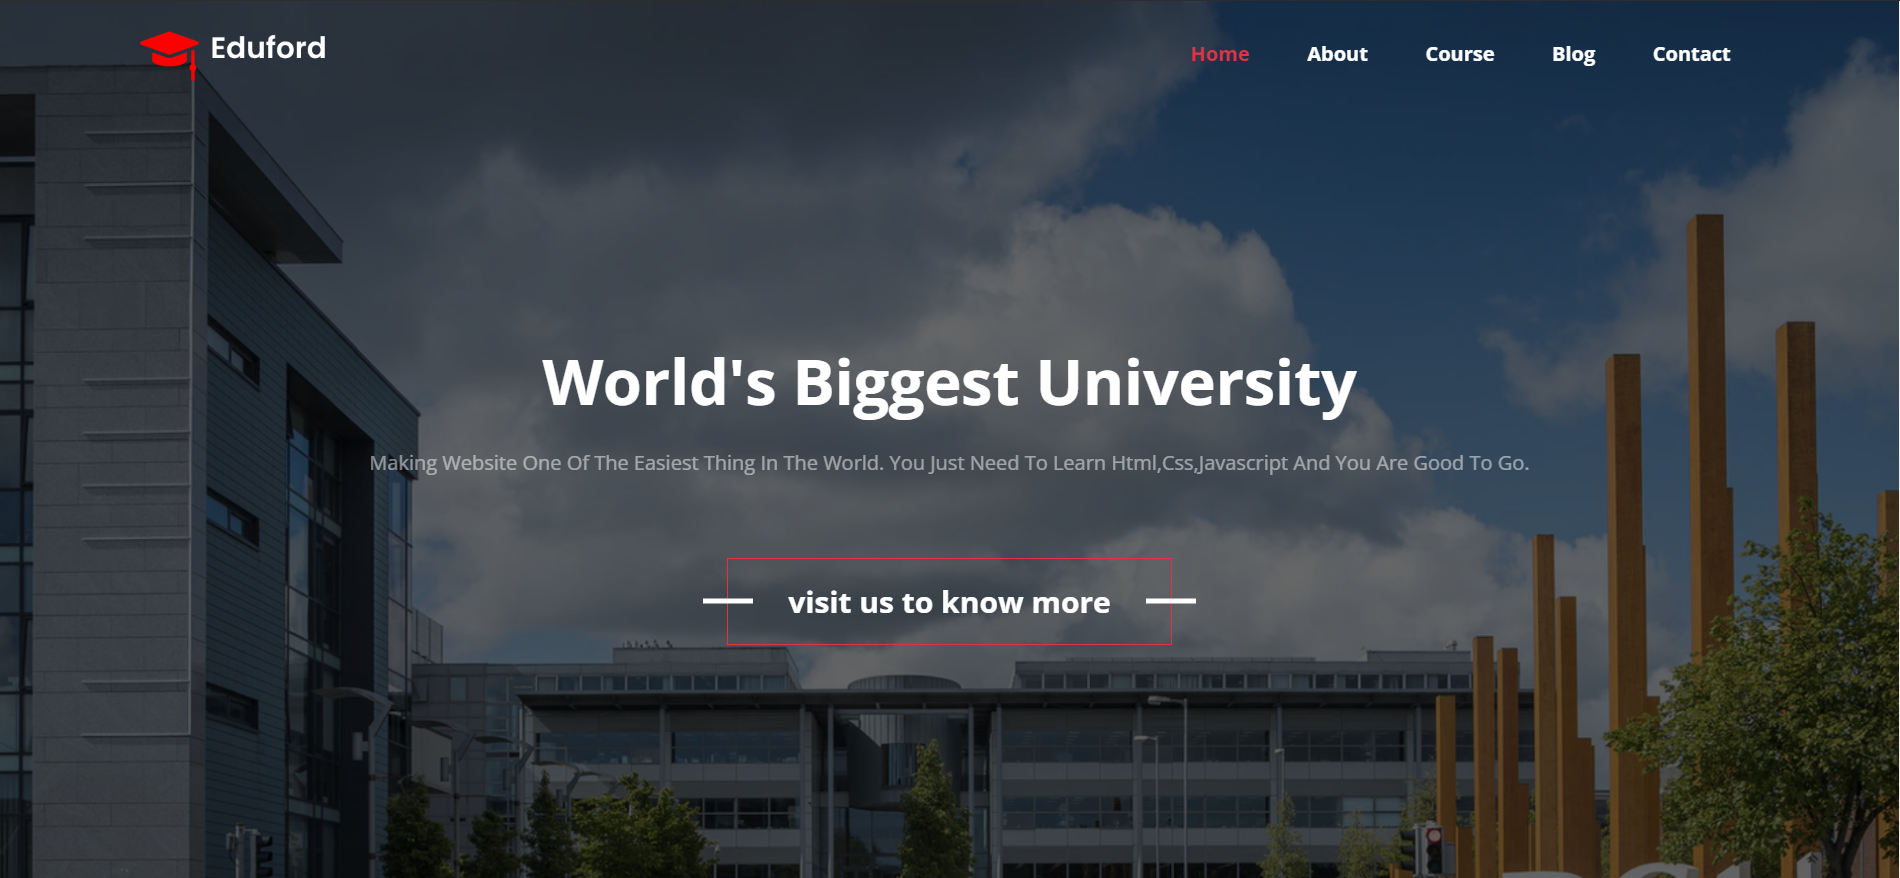 Eduford
Home About Course Blog Contact
World's Biggest University
Making Website One Of The Easiest Thing In The World. You Just Need To Learn Html,Css,Javascript And You Are Good To Go.
visit us to know more